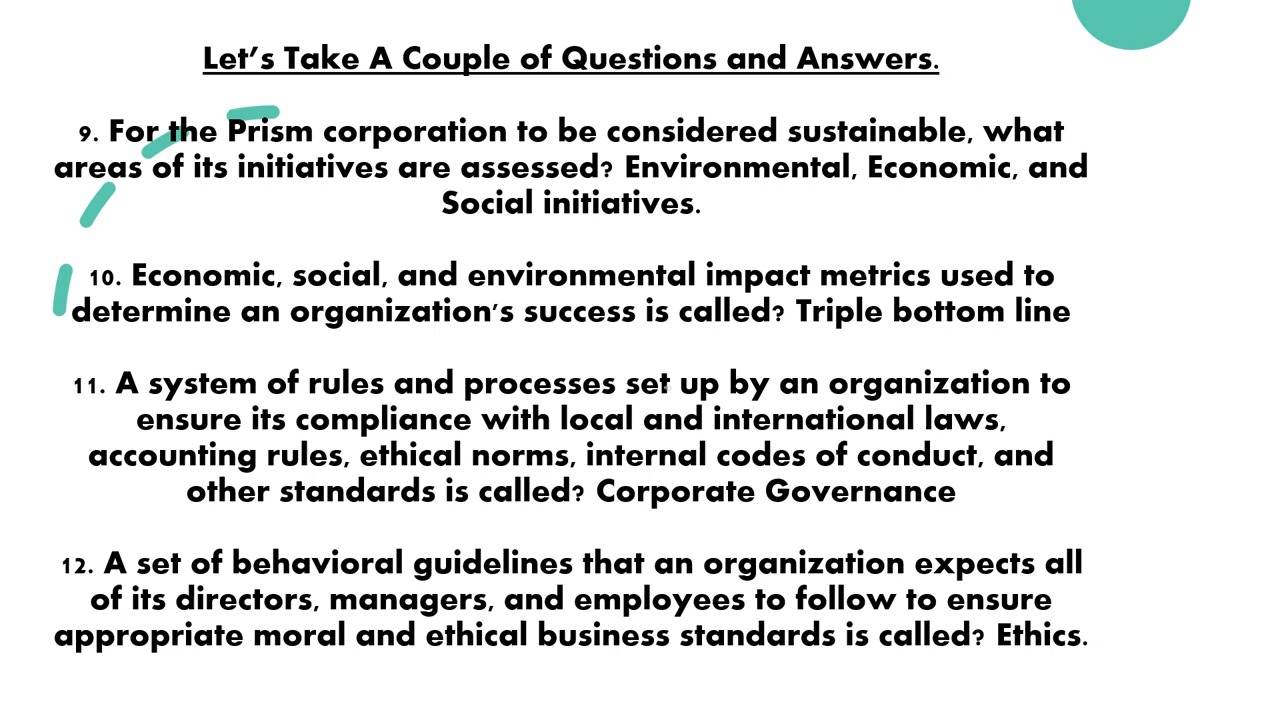 Let's Take A Couple of Questions and Answers.
9. For the Prism corporation to be considered sustainable, what
areas of its initiatives are assessed? Environmental, Economic, and
Social initiatives.
10. Economic, social, and environmental impact metrics used to
determine an organization's success is called? Triple bottom line
11. A system of rules and processes set up by an organization to
ensure its compliance with local and international laws,
accounting rules, ethical norms, internal codes of conduct, and
other standards is called? Corporate Governance
12. A set of behavioral guidelines that an organization expects all
of its directors, managers, and employees to follow to ensure
appropriate moral and ethical business standards is called? Ethics.